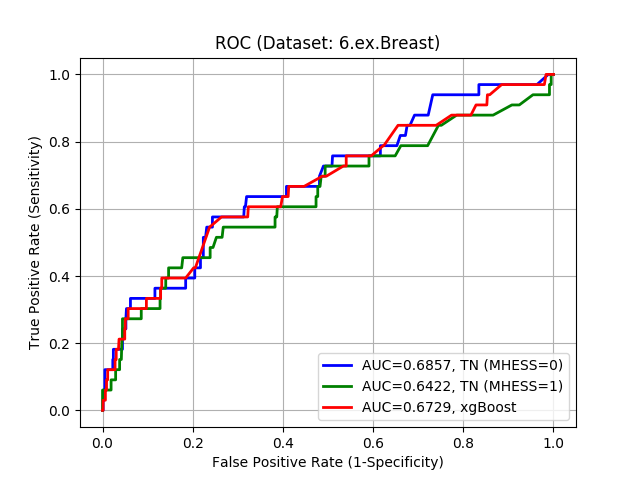 ROC (Dataset: 6.ex.Breast)
1.0
0.8
0.6
0.4
0.2
0.0
True Positive Rate (Sensitivity)
AUC=0.6857, TN (MHESS=0)
AUC=0.6422, TN (MHESS=1)
AUC=0.6729, xgBoost
0.0 0.2 0.4 0.6 0.8 1.0
False Positive Rate (1-Specificity)